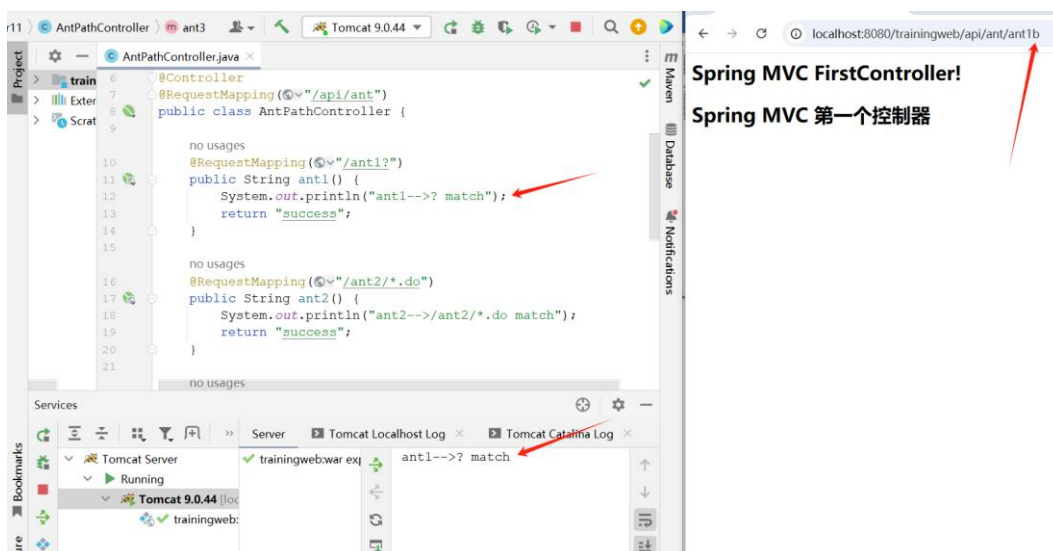 r11 AntPathController ant3 Tomcat 9.0.44
Project
AntPathController.java
train
Exter
Scrat
6 @Controller
7 @RequestMapping("/api/ant")
8 public class AntPathController {
9
no usages
10 @RequestMapping("/ant1?")
11 public String ant1() {
12 System.out.println("ant1-->? match");
13 return "success";
14 }
15
no usages
16 @RequestMapping("/ant2/*.do")
17 public String ant2() {
18 System.out.println("ant2-->/ant2/*.do match");
19 return "success";
20 }
21
no usages
m
Maven
Database
Notifications
Services
Server Tomcat Localhost Log Tomcat Catalina Log
Tomcat Server
Running
Tomcat 9.0.44 [loc
trainingweb:
trainingweb:war exp
ant1-->? match
Bookmarks
ure
localhost:8080/trainingweb/api/ant/ant1b
Spring MVC FirstController!
Spring MVC 第一个控制器